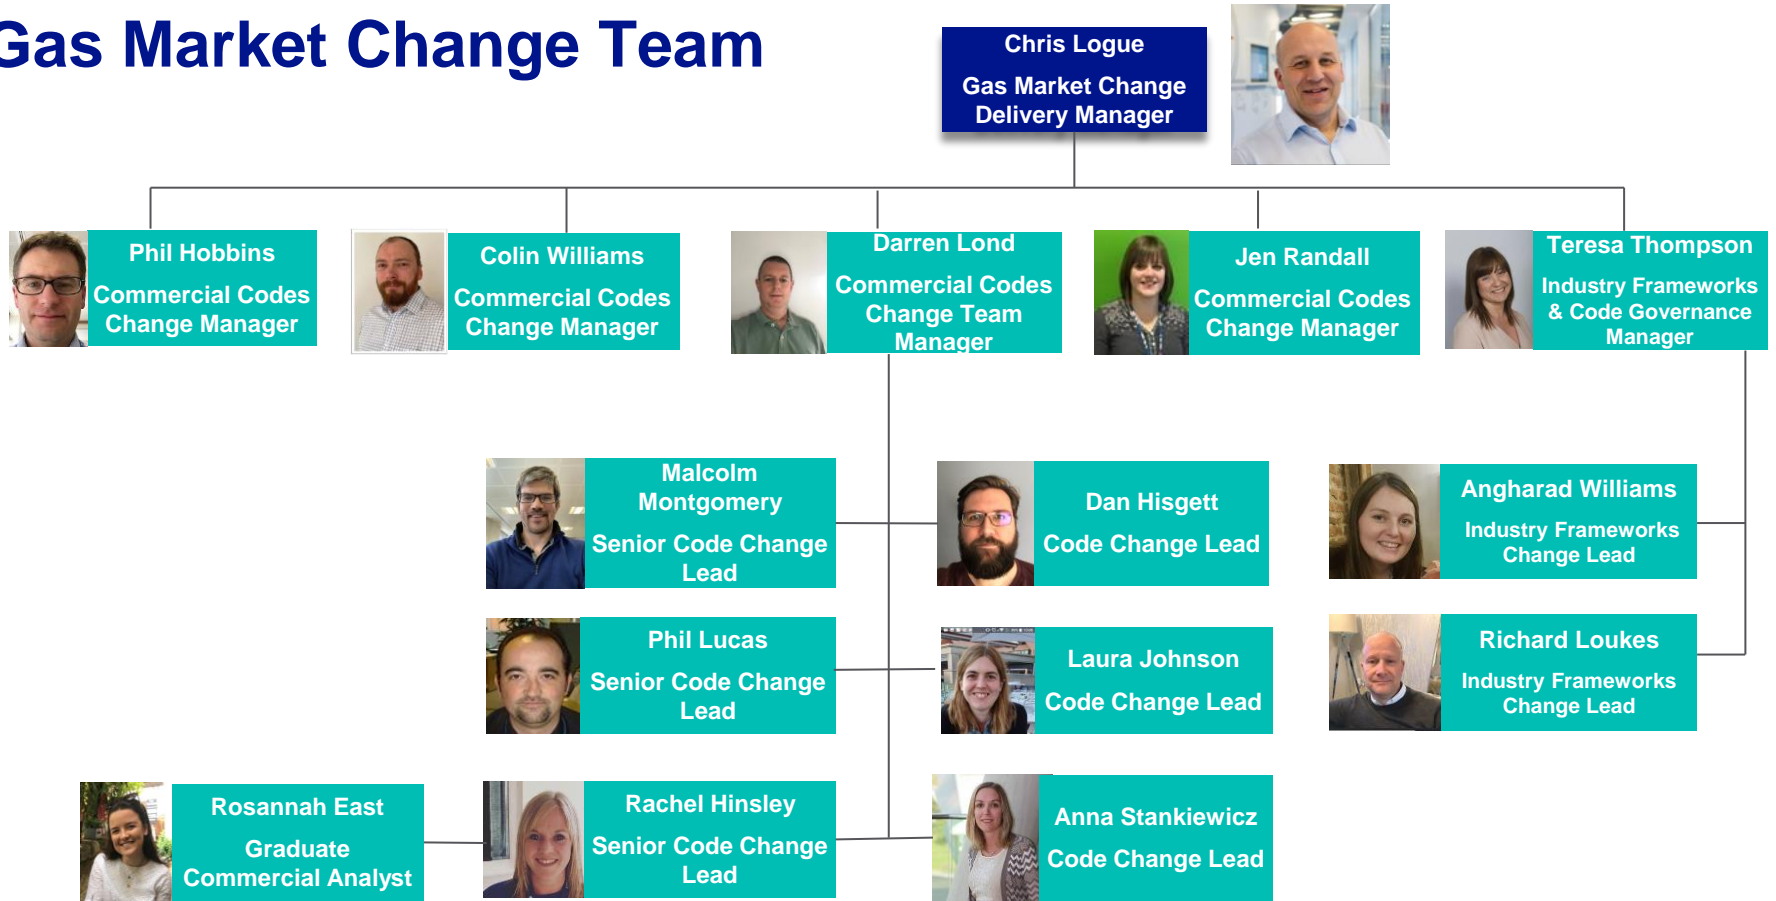 Gas Market Change Team
Chris Logue
Gas Market Change
Delivery Manager
Phil Hobbins
Commercial Codes
Change Manager
Colin Williams
Commercial Codes
Change Manager
Darren Lond
Commercial Codes
Change Team
Manager
Jen Randall
Commercial Codes
Change Manager
Teresa Thompson
Industry Frameworks
& Code Governance
Manager
Malcolm
Montgomery
Senior Code Change
Lead
Dan Hisgett
Code Change Lead
Angharad Williams
Industry Frameworks
Change Lead
Phil Lucas
Senior Code Change
Lead
Laura Johnson
Code Change Lead
Richard Loukes
Industry Frameworks
Change Lead
Rosannah East
Graduate
Commercial Analyst
Rachel Hinsley
Senior Code Change
Lead
Anna Stankiewicz
Code Change Lead